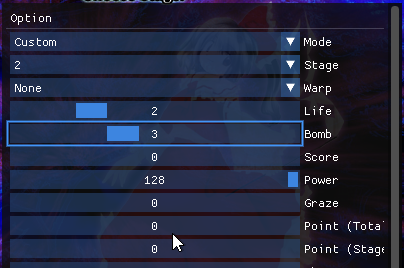 Option
Custom Mode
2 Stage
None Warp
2 Life
3 Bomb
0 Score
128 Power
0 Graze
0 Point (Total
0 Point (Stage